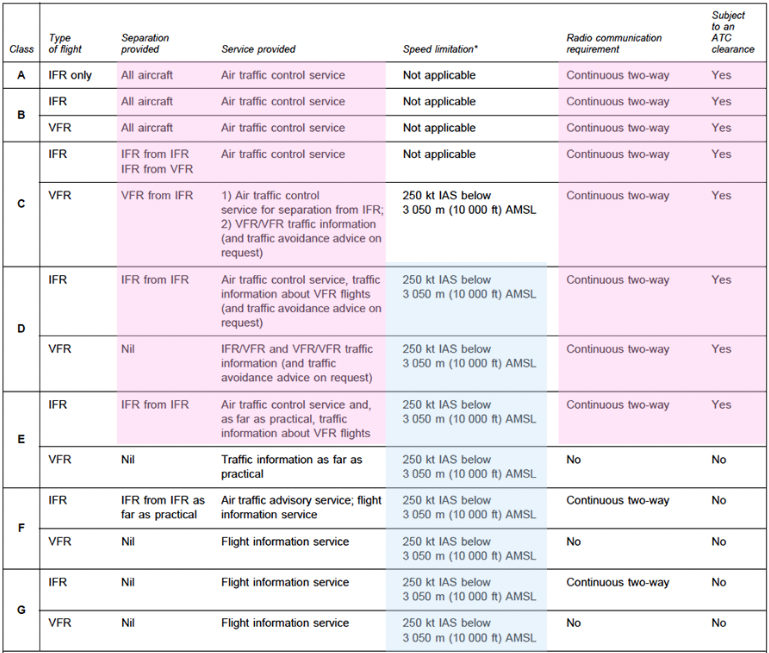 Class Type of flight Separation provided Service provided Speed limitation* Radio communication requirement Subject to an ATC clearance
A IFR only All aircraft Air traffic control service Not applicable Continuous two-way Yes
B IFR All aircraft Air traffic control service Not applicable Continuous two-way Yes
VFR All aircraft Air traffic control service Not applicable Continuous two-way Yes
C IFR IFR from IFR Air traffic control service Not applicable Continuous two-way Yes
IFR from VFR
VFR VFR from IFR 1) Air traffic control 250 kt IAS below Continuous two-way Yes
service for separation from IFR; 3 050 m (10 000 ft) AMSL
2) VFR/VFR traffic information
(and traffic avoidance advice on
request)
D IFR IFR from IFR Air traffic control service, traffic 250 kt IAS below Continuous two-way Yes
information about VFR flights 3 050 m (10 000 ft) AMSL
(and traffic avoidance advice on
request)
VFR Nil IFR/VFR and VFR/VFR traffic 250 kt IAS below Continuous two-way Yes
information (and traffic 3 050 m (10 000 ft) AMSL
avoidance advice on request)
E IFR IFR from IFR Air traffic control service and, 250 kt IAS below Continuous two-way Yes
as far as practical, traffic 3 050 m (10 000 ft) AMSL
information about VFR flights
VFR Nil Traffic information as far as 250 kt IAS below No No
practical 3 050 m (10 000 ft) AMSL
F IFR IFR from IFR as Air traffic advisory service; flight 250 kt IAS below Continuous two-way No
far as practical information service 3 050 m (10 000 ft) AMSL
VFR Nil Flight information service 250 kt IAS below No No
3 050 m (10 000 ft) AMSL
G IFR Nil Flight information service 250 kt IAS below Continuous two-way No
3 050 m (10 000 ft) AMSL
VFR Nil Flight information service 250 kt IAS below No No
3 050 m (10 000 ft) AMSL